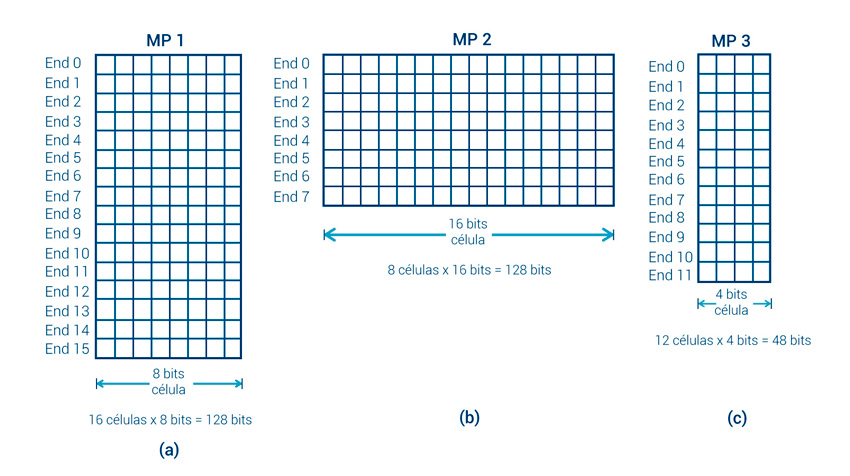 MP 1
End 0
End 1
End 2
End 3
End 4
End 5
End 6
End 7
End 8
End 9
End 10
End 11
End 12
End 13
End 14
End 15
8 bits
célula
16 células x 8 bits = 128 bits
(a)
MP 2
End 0
End 1
End 2
End 3
End 4
End 5
End 6
End 7
16 bits
célula
8 células x 16 bits = 128 bits
(b)
MP 3
End 0
End 1
End 2
End 3
End 4
End 5
End 6
End 7
End 8
End 9
End 10
End 11
4 bits
célula
12 células x 4 bits = 48 bits
(c)